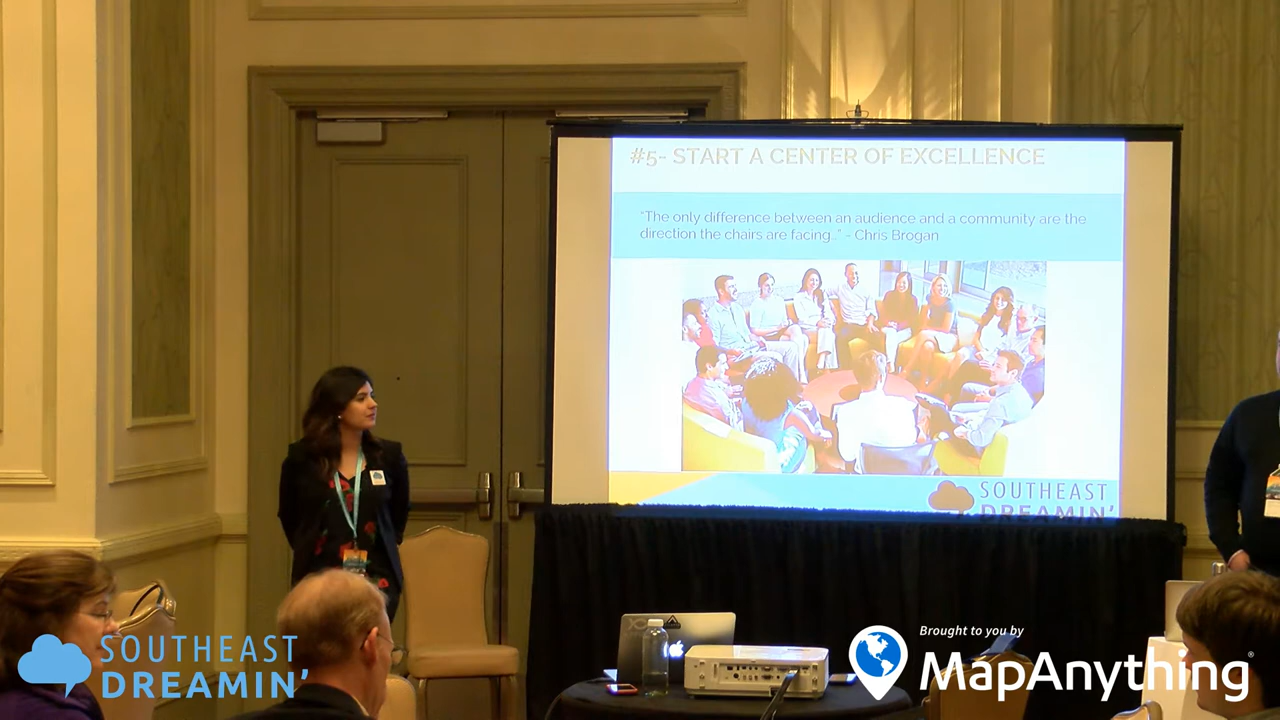 #5- START A CENTER OF EXCELLENCE
"The only difference between an audience and a community are the
direction the chairs are facing..." - Chris Brogan
SOUTHEAST
DREAMIN'
SOUTHEAST
DREAMIN'
Brought to you by
MapAnything®